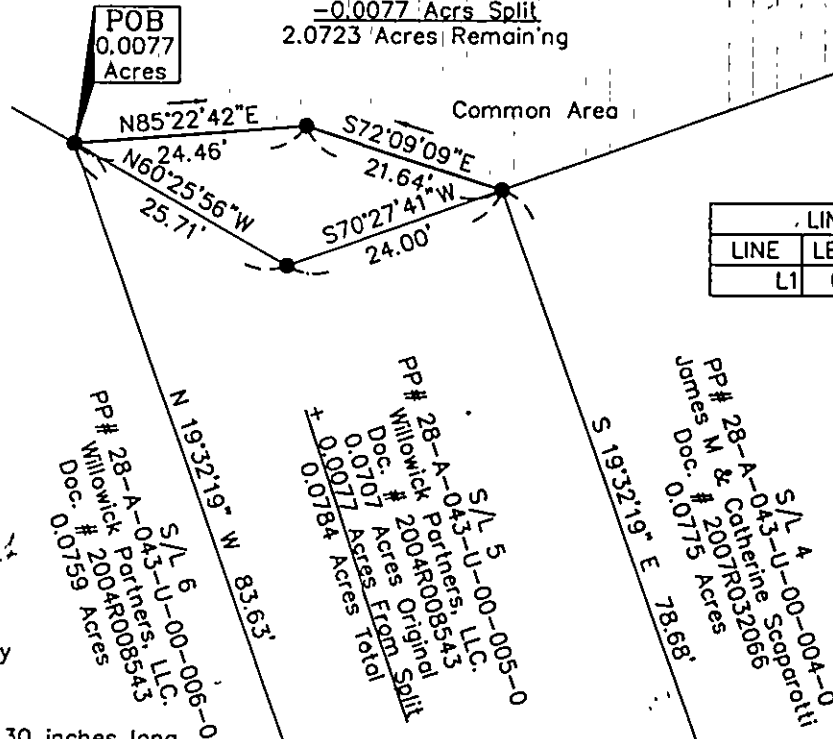 POB
0.0077
Acres
-0.0077 Acrs Split
2.0723 Acres Remain'ng
Common Area
N85°22'42"E
24.46'
S72°09'09"E
21.64'
N60°25'56"W
25.71'
S70°27'41"W
24.00'
LINE
L1
N 19°32'19" W 83.63'
S 19°32'19" E 78.68'
S/L 6
PP# 28-A-043-U-00-006-0
Willowick Partners, LLC.
Doc. # 2004R008543
0.0759 Acres
S/L 5
PP# 28-A-043-U-00-005-0
Willowick Partners, LLC.
Doc. # 2004R008543
0.0707 Acres Original
+ 0.0077 Acres From Split
0.0784 Acres Total
S/L 4
PP# 28-A-043-U-00-004-0
James M & Catherine Scaparotti
Doc. # 2007R032066
0.0775 Acres
y
30 inches long